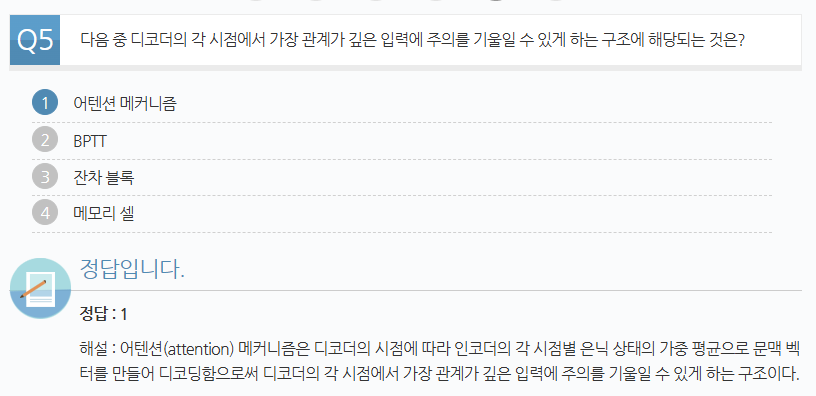 Q5 다음 중 디코더의 각 시점에서 가장 관계가 깊은 입력에 주의를 기울일 수 있게 하는 구조에 해당되는 것은?
1 어텐션 메커니즘
2 BPTT
3 잔차 블록
4 메모리 셀
정답입니다.
정답 : 1
해설 : 어텐션(attention) 메커니즘은 디코더의 시점에 따라 인코더의 각 시점별 은닉 상태의 가중 평균으로 문맥 벡
터를 만들어 디코딩함으로써 디코더의 각 시점에서 가장 관계가 깊은 입력에 주의를 기울일 수 있게 하는 구조이다.